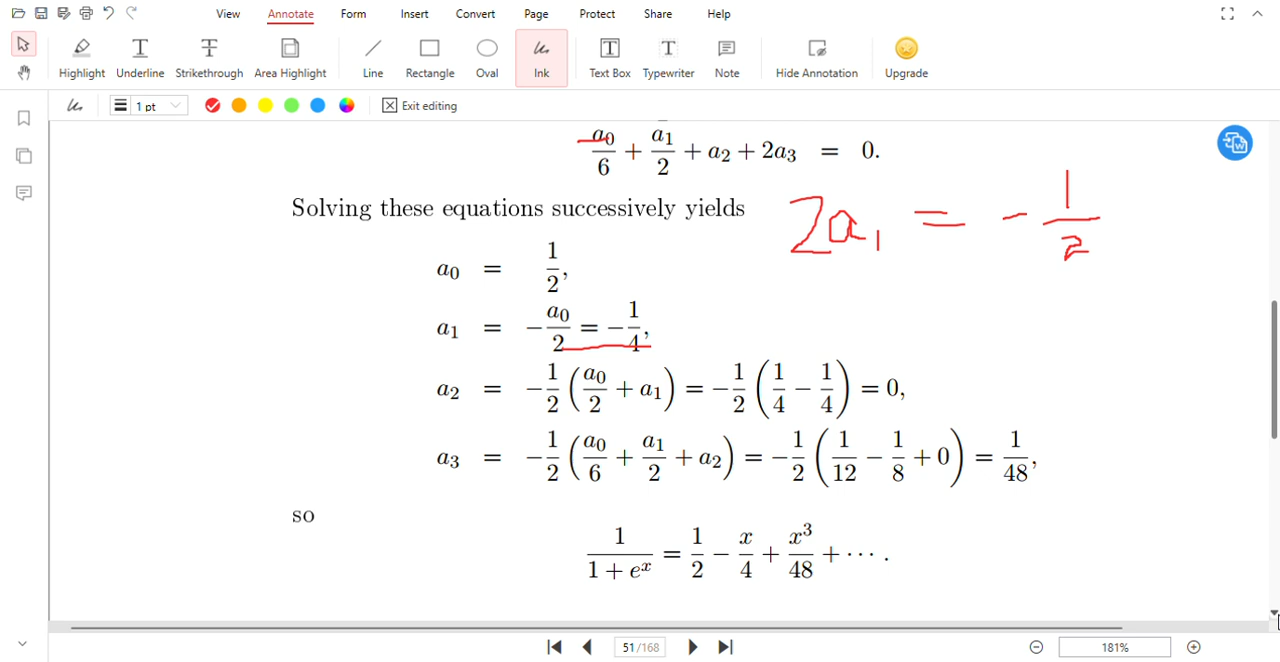 View Annotate Form Insert Convert Page Protect Share Help
Highlight Underline Strikethrough Area Highlight Line Rectangle Oval Ink Text Box Typewriter Note Hide Annotation Upgrade
1 pt Exit editing
a₀/6 + a₁/2 + a₂ + 2a₃ = 0.
Solving these equations successively yields
2a₁ = - 1/2
a₀ = 1/2,
a₁ = −a₀/2 = −1/4,
a₂ = −1/2 (a₀/2 + a₁) = −1/2 (1/4 − 1/4) = 0,
a₃ = −1/2 (a₀/6 + a₁/2 + a₂) = −1/2 (1/12 − 1/8 + 0) = 1/48,
so
1/(1 + eˣ) = 1/2 − x/4 + x³/48 + ⋯ .
51/168 181%